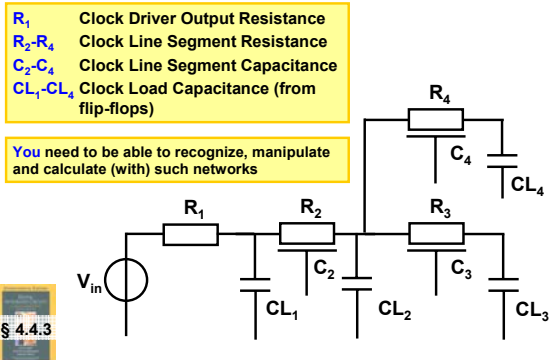 R₁ Clock Driver Output Resistance
R₂-R₄ Clock Line Segment Resistance
C₂-C₄ Clock Line Segment Capacitance
CL₁-CL₄ Clock Load Capacitance (from
flip-flops)
You need to be able to recognize, manipulate
and calculate (with) such networks
R₄
C₄
CL₄
R₁
R₂
R₃
Vin
C₂
C₃
CL₁
CL₂
CL₃
§ 4.4.3